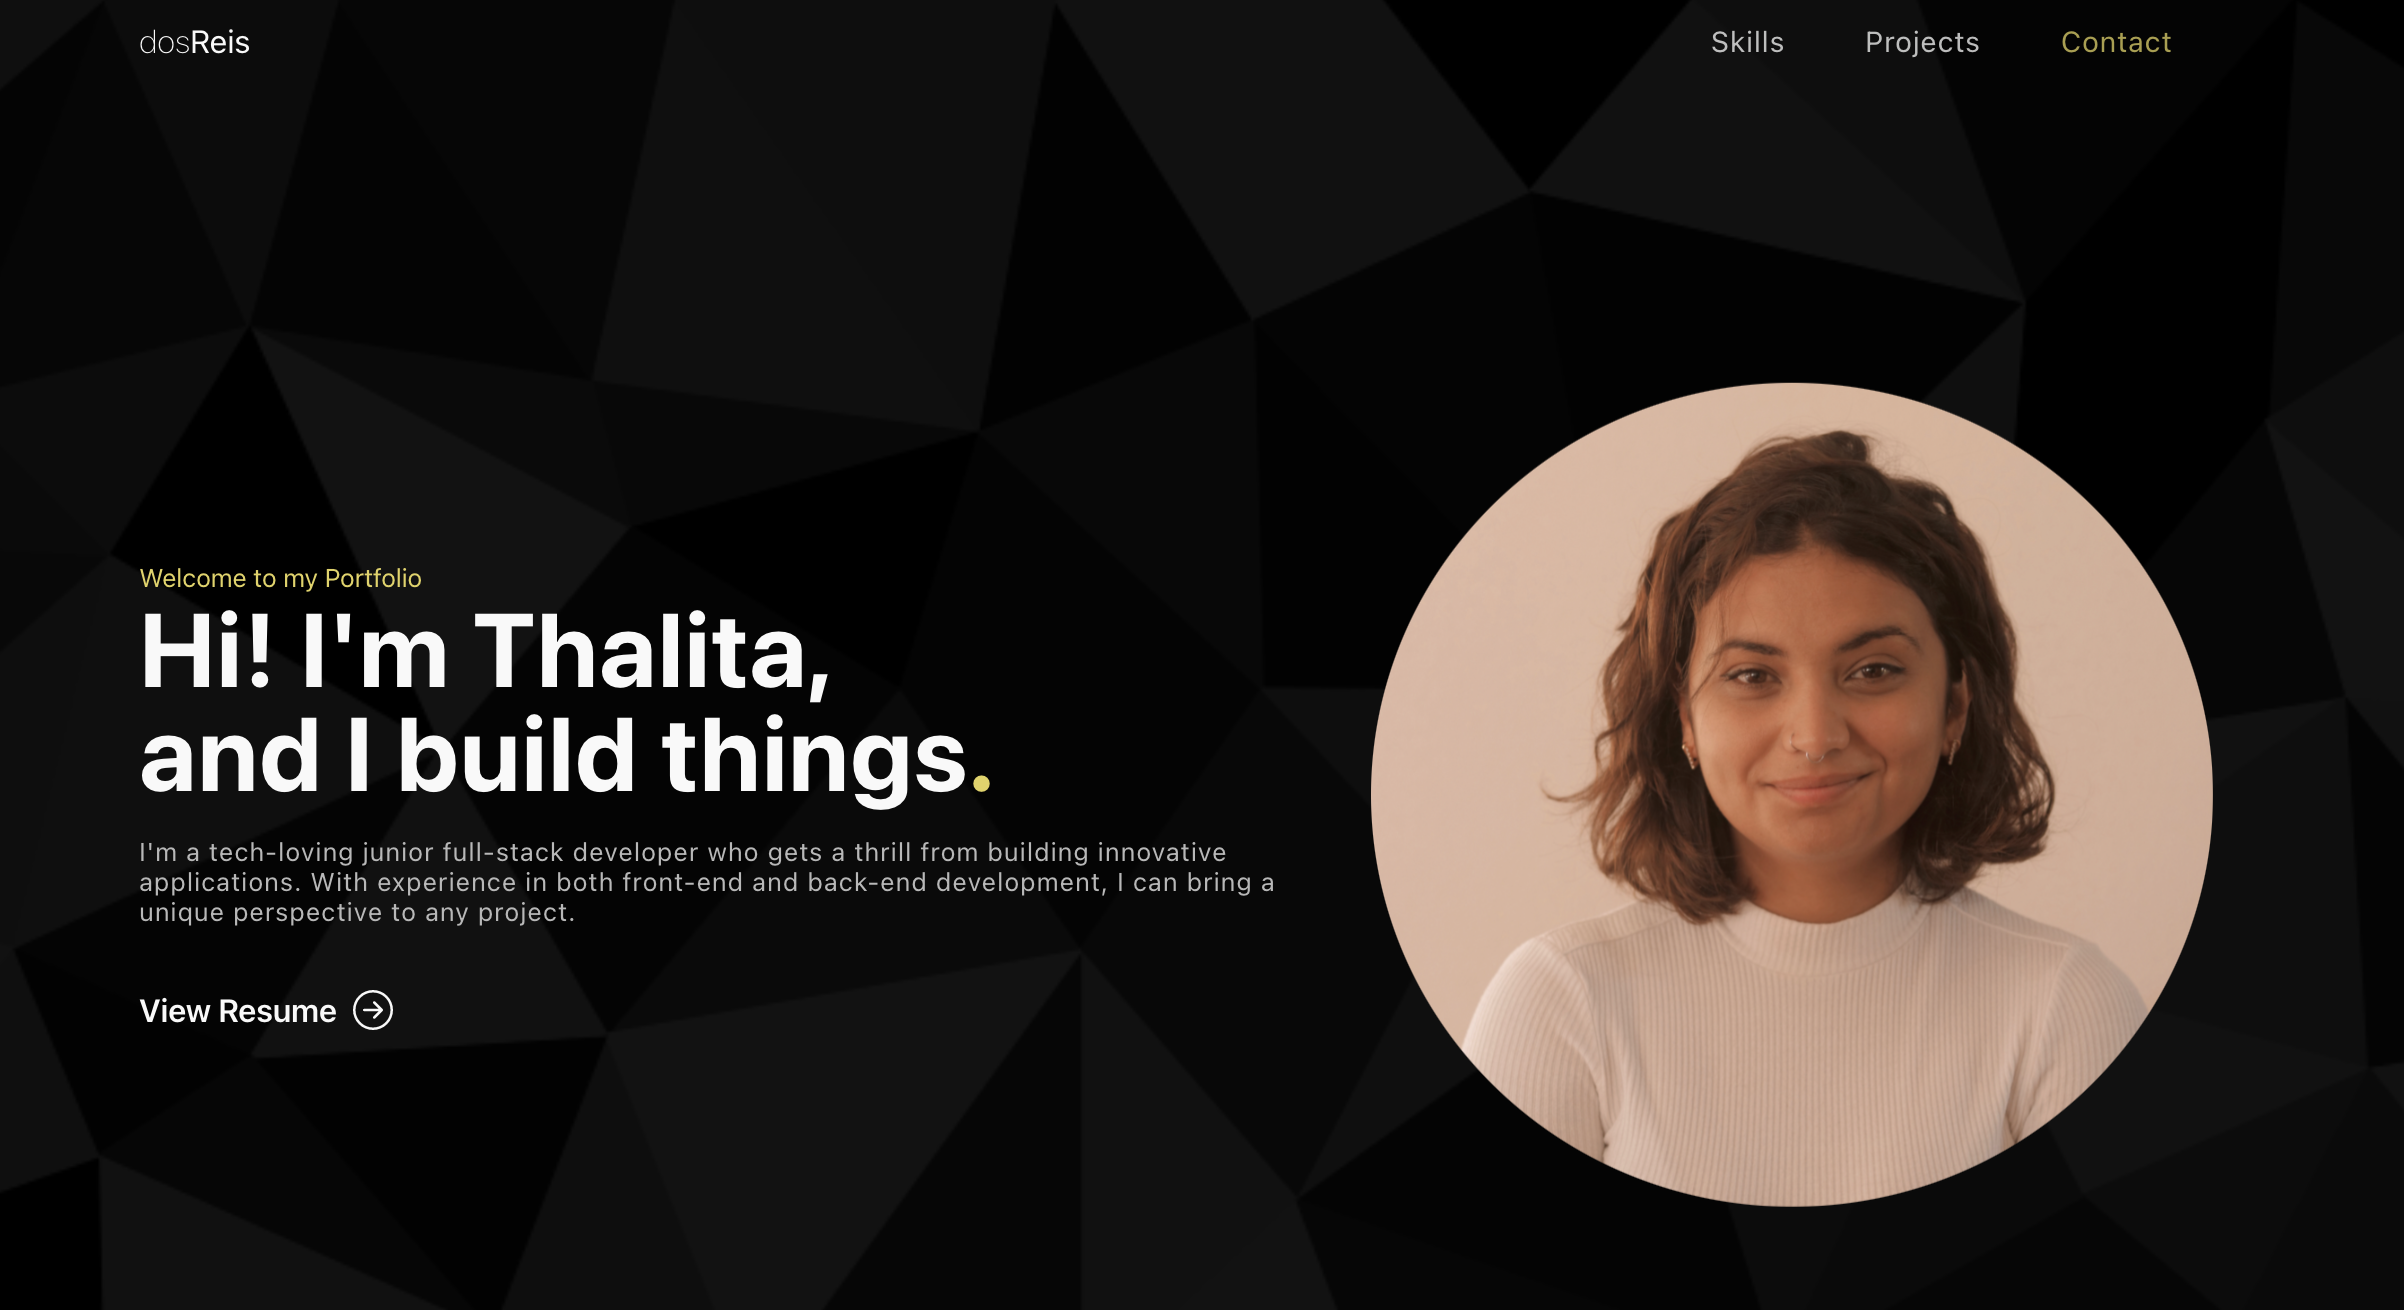 dosReis
Skills
Projects
Contact
Welcome to my Portfolio
Hi! I'm Thalita,
and I build things.
I'm a tech-loving junior full-stack developer who gets a thrill from building innovative
applications. With experience in both front-end and back-end development, I can bring a
unique perspective to any project.
View Resume